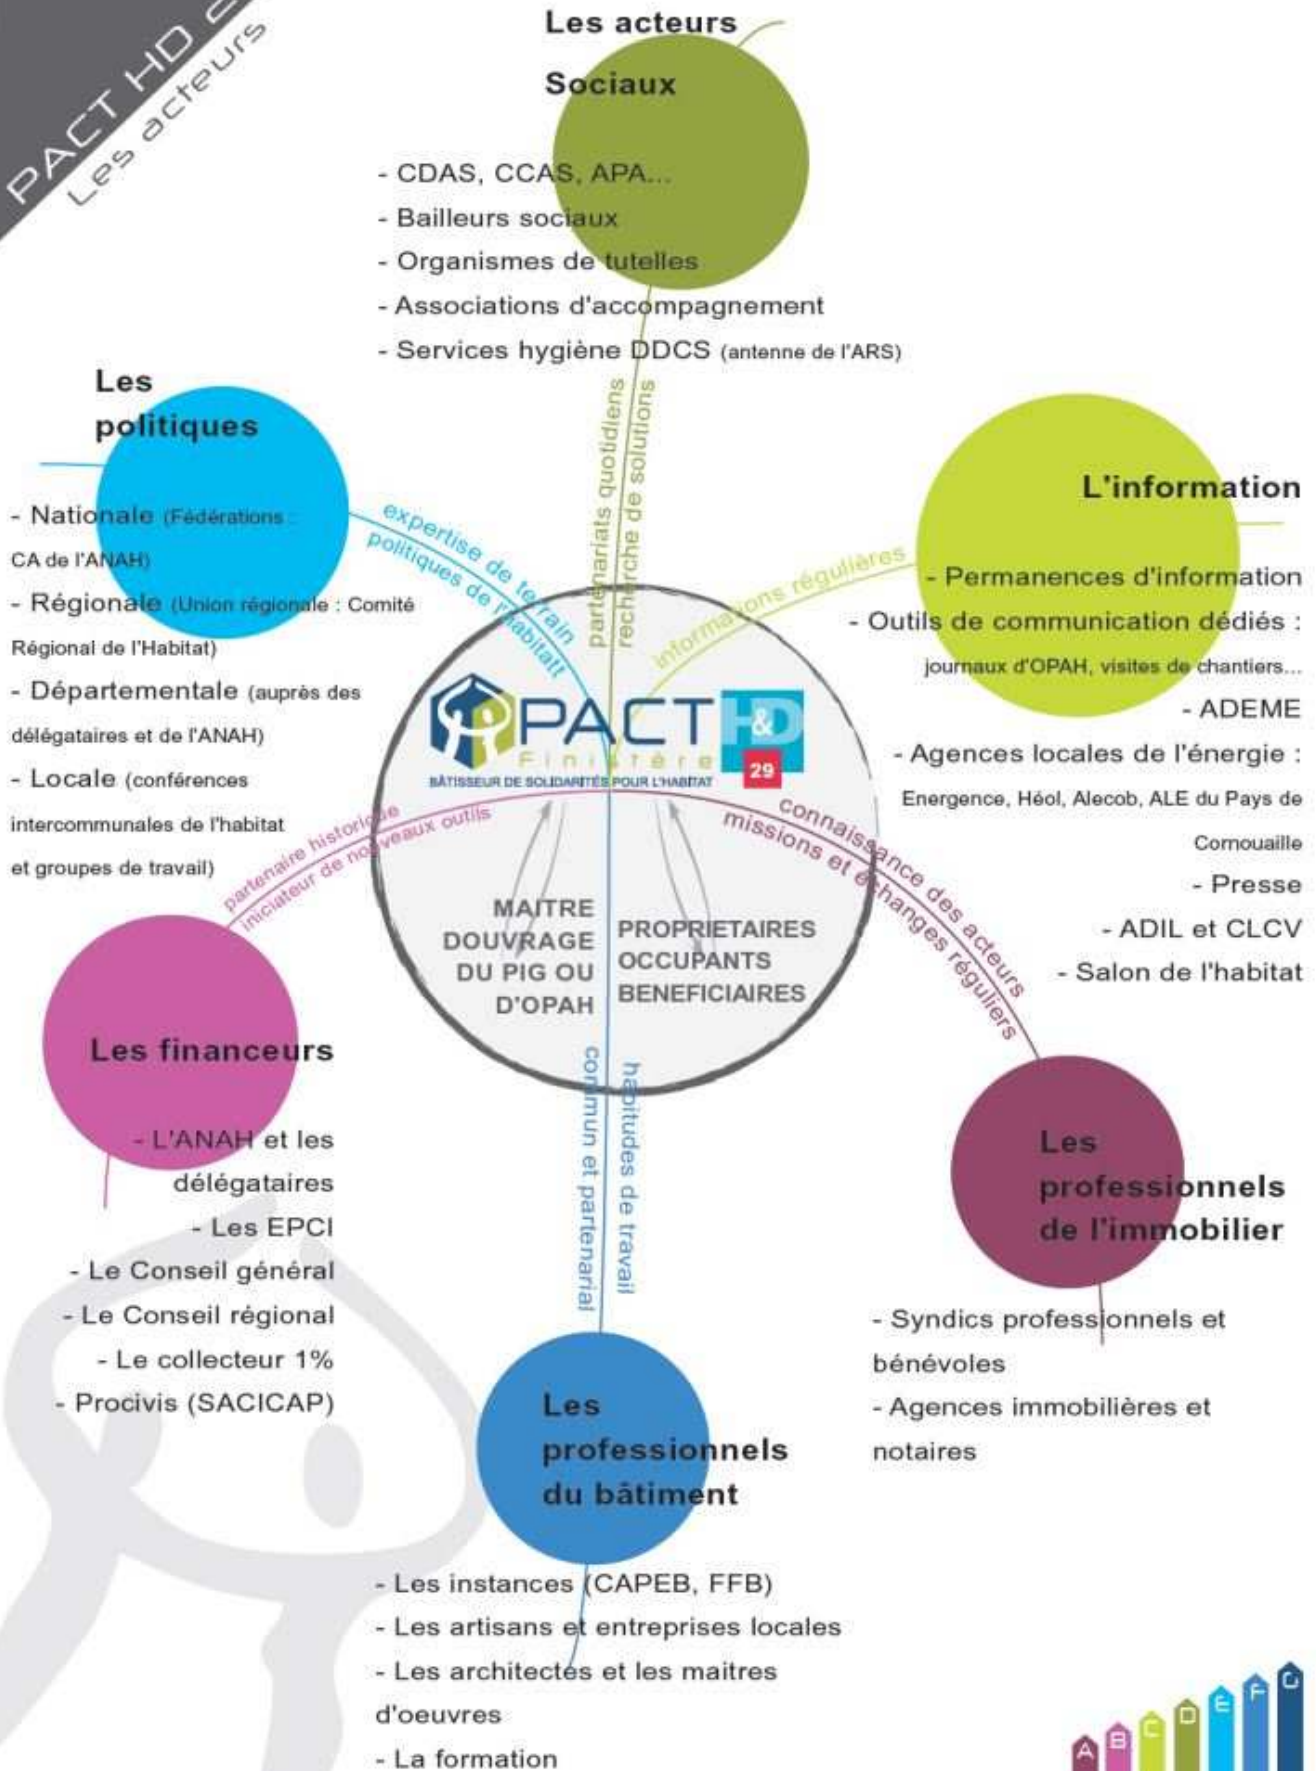 PACT HD
Les acteurs
Les acteurs
Sociaux
- CDAS, CCAS, APA...
- Bailleurs sociaux
- Organismes de tutelles
- Associations d'accompagnement
- Services hygiène DDCS (antenne de l'ARS)
Les
politiques
- Nationale (Fédérations :
CA de l'ANAH)
- Régionale (Union régionale : Comité
Régional de l'Habitat)
- Départementale (auprès des
délégataires et de l'ANAH)
- Locale (conférences
intercommunales de l'habitat
et groupes de travail)
expertise de terrain
politiques de l'habitatt
partenariats quotidiens
recherche de solutions
informations régulières
L'information
- Permanences d'information
- Outils de communication dédiés :
journaux d'OPAH, visites de chantiers...
- ADEME
- Agences locales de l'énergie :
Energence, Héol, Alecob, ALE du Pays de
Cornouaille
- Presse
- ADIL et CLCV
- Salon de l'habitat
PACT H&D
Finistère
BÂTISSEUR DE SOLIDARITÉS POUR L'HABITAT
29
partenaire historique
iniciateur de nouveaux outils
connaissance des acteurs
missions et échanges réguliers
MAITRE
DOUVRAGE
DU PIG OU
D'OPAH
PROPRIETAIRES
OCCUPANTS
BENEFICIAIRES
Les financeurs
- L'ANAH et les
délégataires
- Les EPCI
- Le Conseil général
- Le Conseil régional
- Le collecteur 1%
- Procivis (SACICAP)
habitudes de travail
commun et partenarial
Les
professionnels
de l'immobilier
- Syndics professionnels et
bénévoles
- Agences immobilières et
notaires
Les
professionnels
du bâtiment
- Les instances (CAPEB, FFB)
- Les artisans et entreprises locales
- Les architectes et les maitres
d'oeuvres
- La formation
A B C D E F G